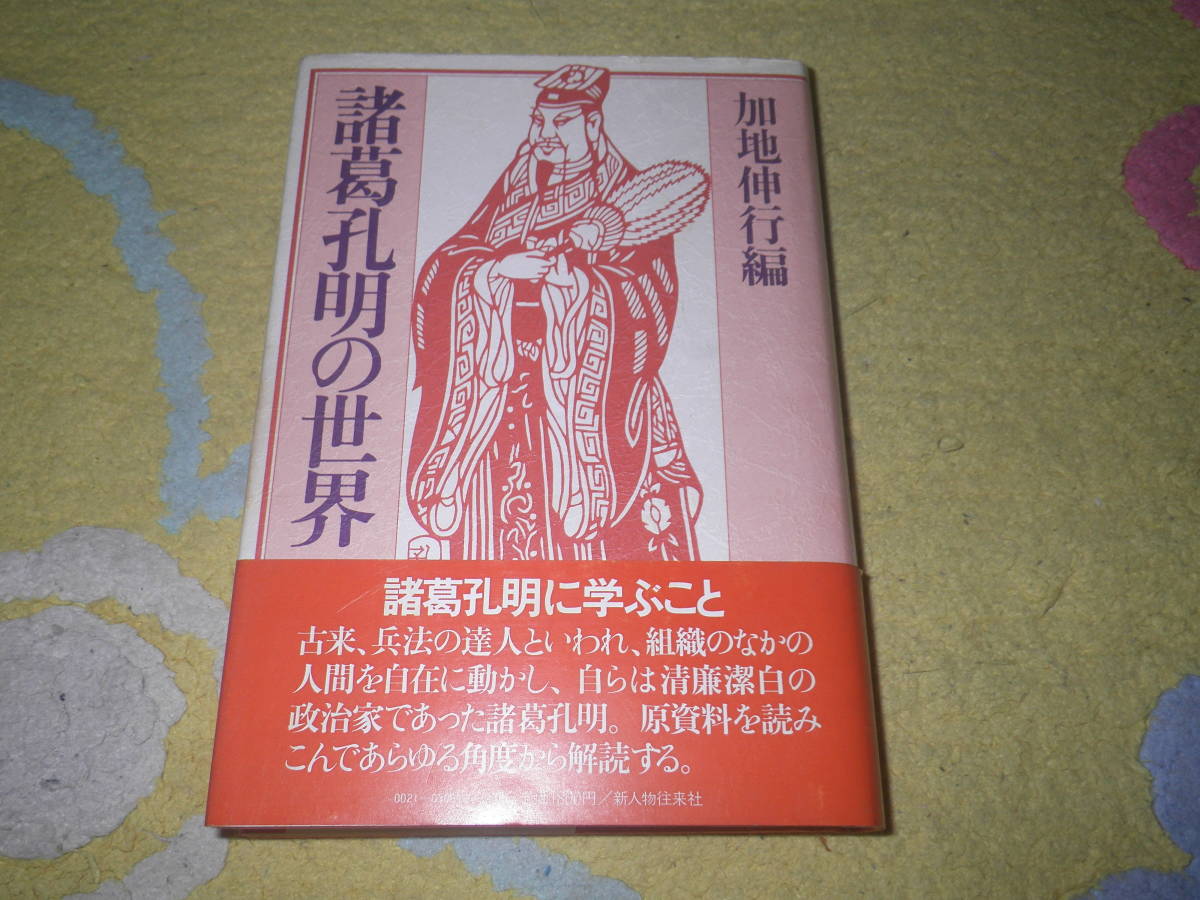 加地伸行編
諸葛孔明の世界
諸葛孔明に学ぶこと
古来、兵法の達人といわれ、組織のなかの
人間を自在に動かし、自らは清廉潔白の
政治家であった諸葛孔明。原資料を読み
こんであらゆる角度から解読する。
円/新人物往来社